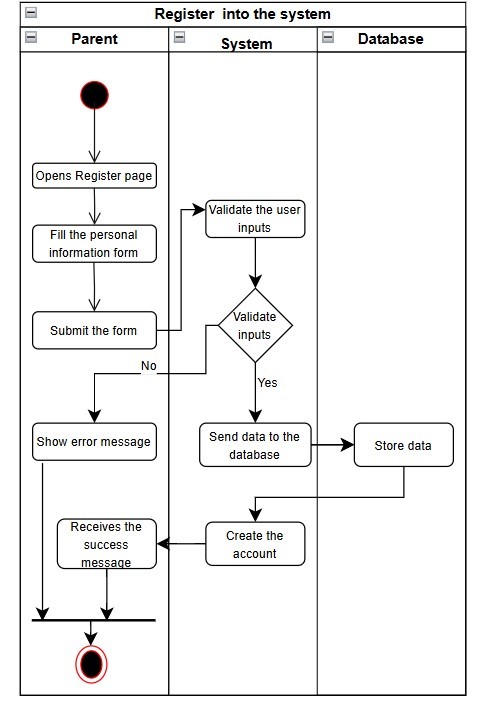 Register into the system
Parent
System
Database
Opens Register page
Fill the personal
information form
Submit the form
Validate the user
inputs
Validate
inputs
No
Yes
Show error message
Send data to the
database
Store data
Receives the
success
message
Create the
account